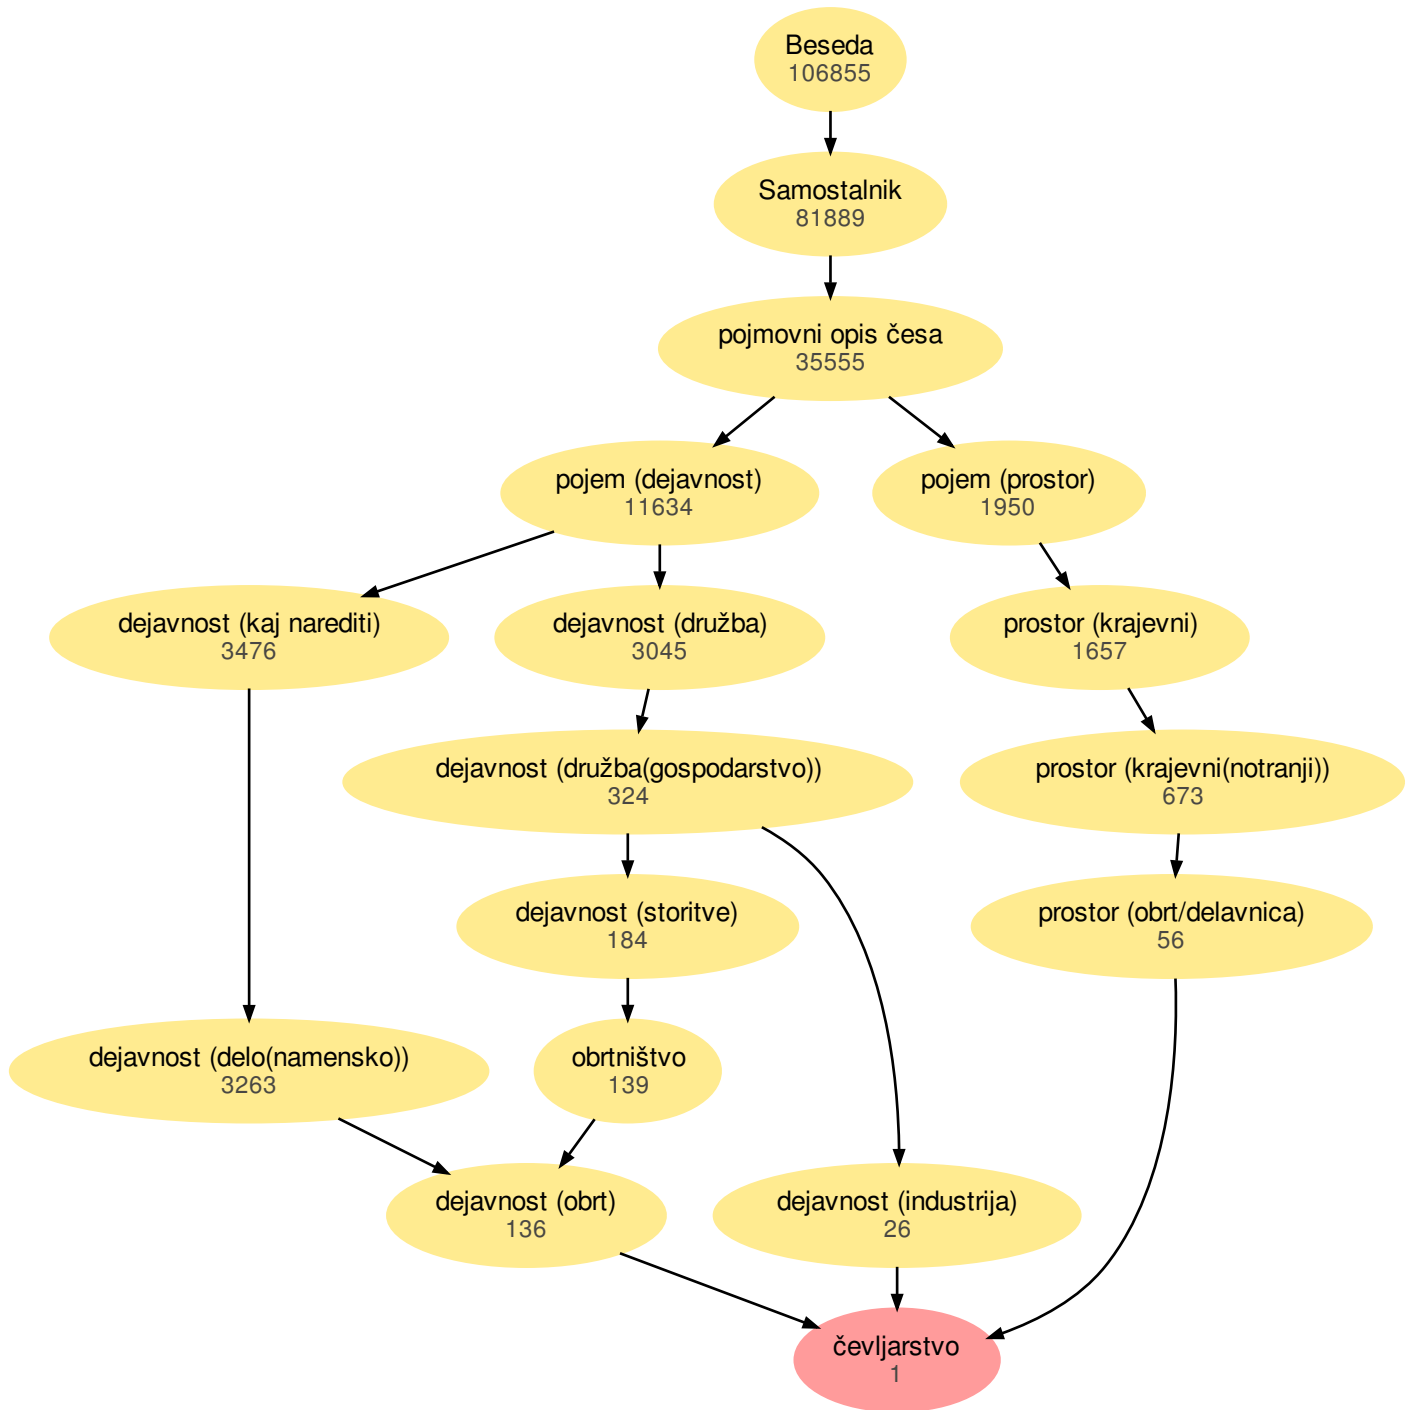 Beseda
106855
Samostalnik
81889
pojmovni opis česa
35555
pojem (dejavnost)
11634
pojem (prostor)
1950
dejavnost (kaj narediti)
3476
dejavnost (družba)
3045
prostor (krajevni)
1657
dejavnost (družba(gospodarstvo))
324
prostor (krajevni(notranji))
673
dejavnost (storitve)
184
prostor (obrt/delavnica)
56
dejavnost (delo(namensko))
3263
obrtništvo
139
dejavnost (obrt)
136
dejavnost (industrija)
26
čevljarstvo
1